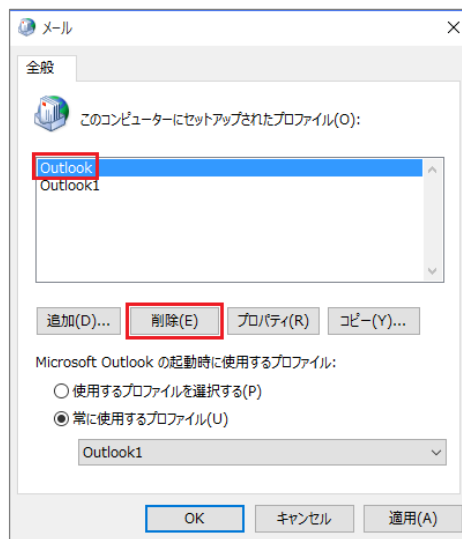 メール
全般
このコンピューターにセットアップされたプロファイル(O):
Outlook
Outlook1
追加(D)... 削除(E) プロパティ(R) コピー(Y)...
Microsoft Outlook の起動時に使用するプロファイル:
使用するプロファイルを選択する(P)
常に使用するプロファイル(U)
Outlook1
OK キャンセル 適用(A)